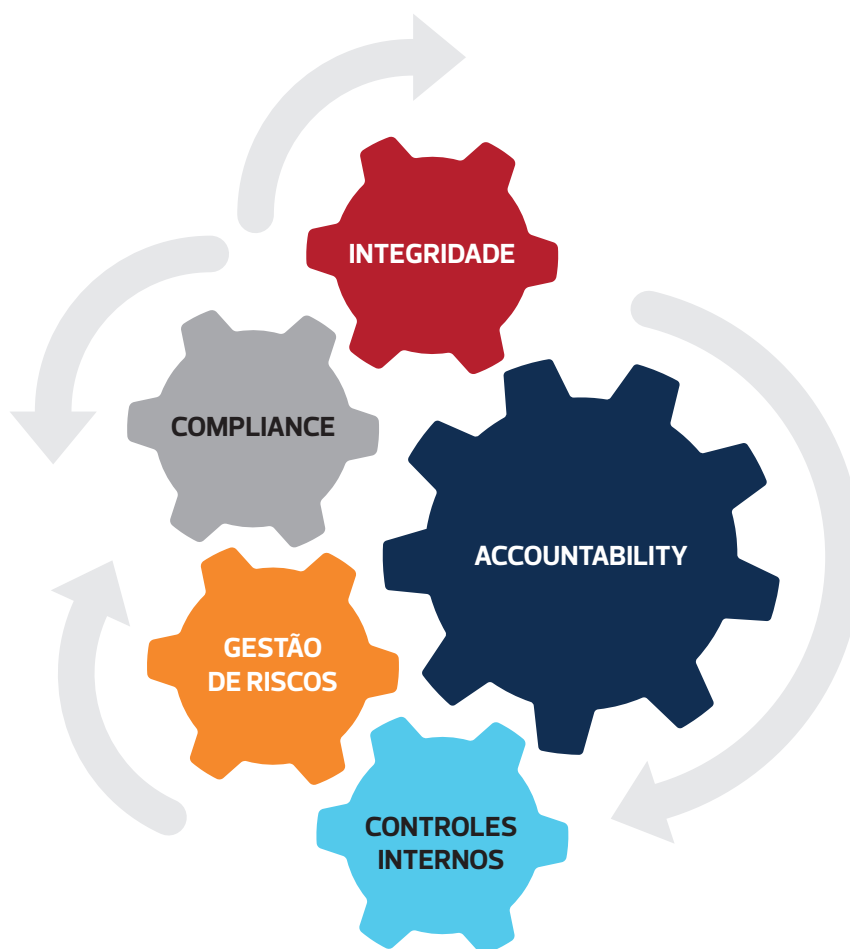 INTEGRIDADE
COMPLIANCE
ACCOUNTABILITY
GESTÃO
DE RISCOS
CONTROLES
INTERNOS